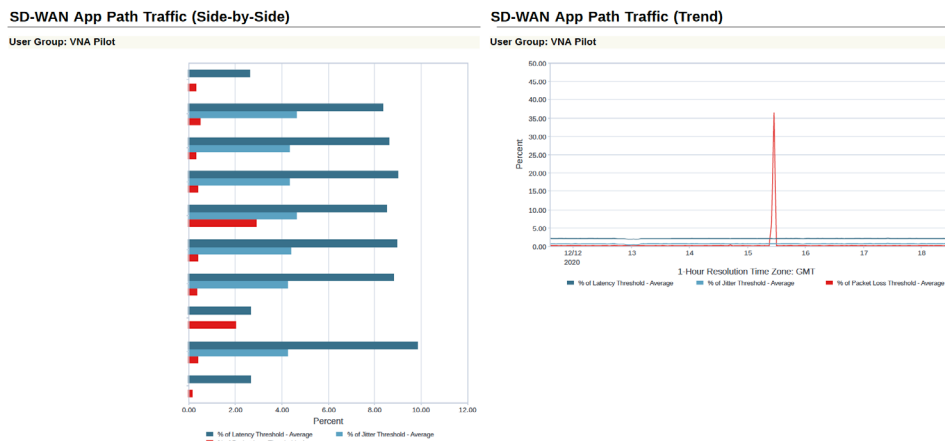 SD-WAN App Path Traffic (Side-by-Side)
User Group: VNA Pilot
0.00 2.00 4.00 6.00 8.00 10.00 12.00
Percent
% of Latency Threshold - Average % of Jitter Threshold - Average
SD-WAN App Path Traffic (Trend)
User Group: VNA Pilot
50.00
45.00
40.00
35.00
30.00
25.00
20.00
15.00
10.00
5.00
0.00
Percent
12/12 13 14 15 16 17 18
2020
1-Hour Resolution Time Zone: GMT
% of Latency Threshold - Average % of Jitter Threshold - Average % of Packet Loss Threshold - Average